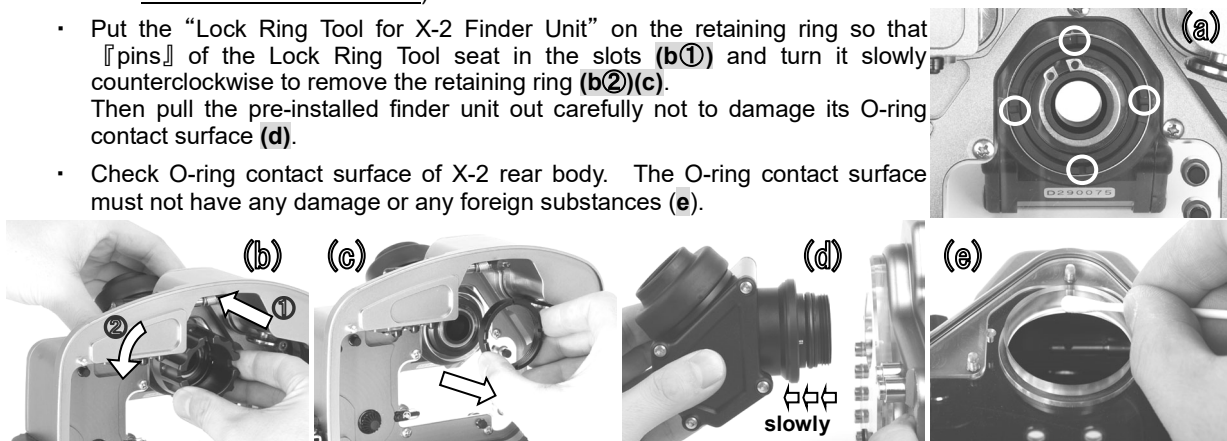 ・ Put the “Lock Ring Tool for X-2 Finder Unit” on the retaining ring so that
『pins』 of the Lock Ring Tool seat in the slots (b①) and turn it slowly
counterclockwise to remove the retaining ring (b②)(c).
Then pull the pre-installed finder unit out carefully not to damage its O-ring
contact surface (d).
・ Check O-ring contact surface of X-2 rear body. The O-ring contact surface
must not have any damage or any foreign substances (e).
(a)
D290075
(b)
①
②
(c)
(d)
slowly
(e)